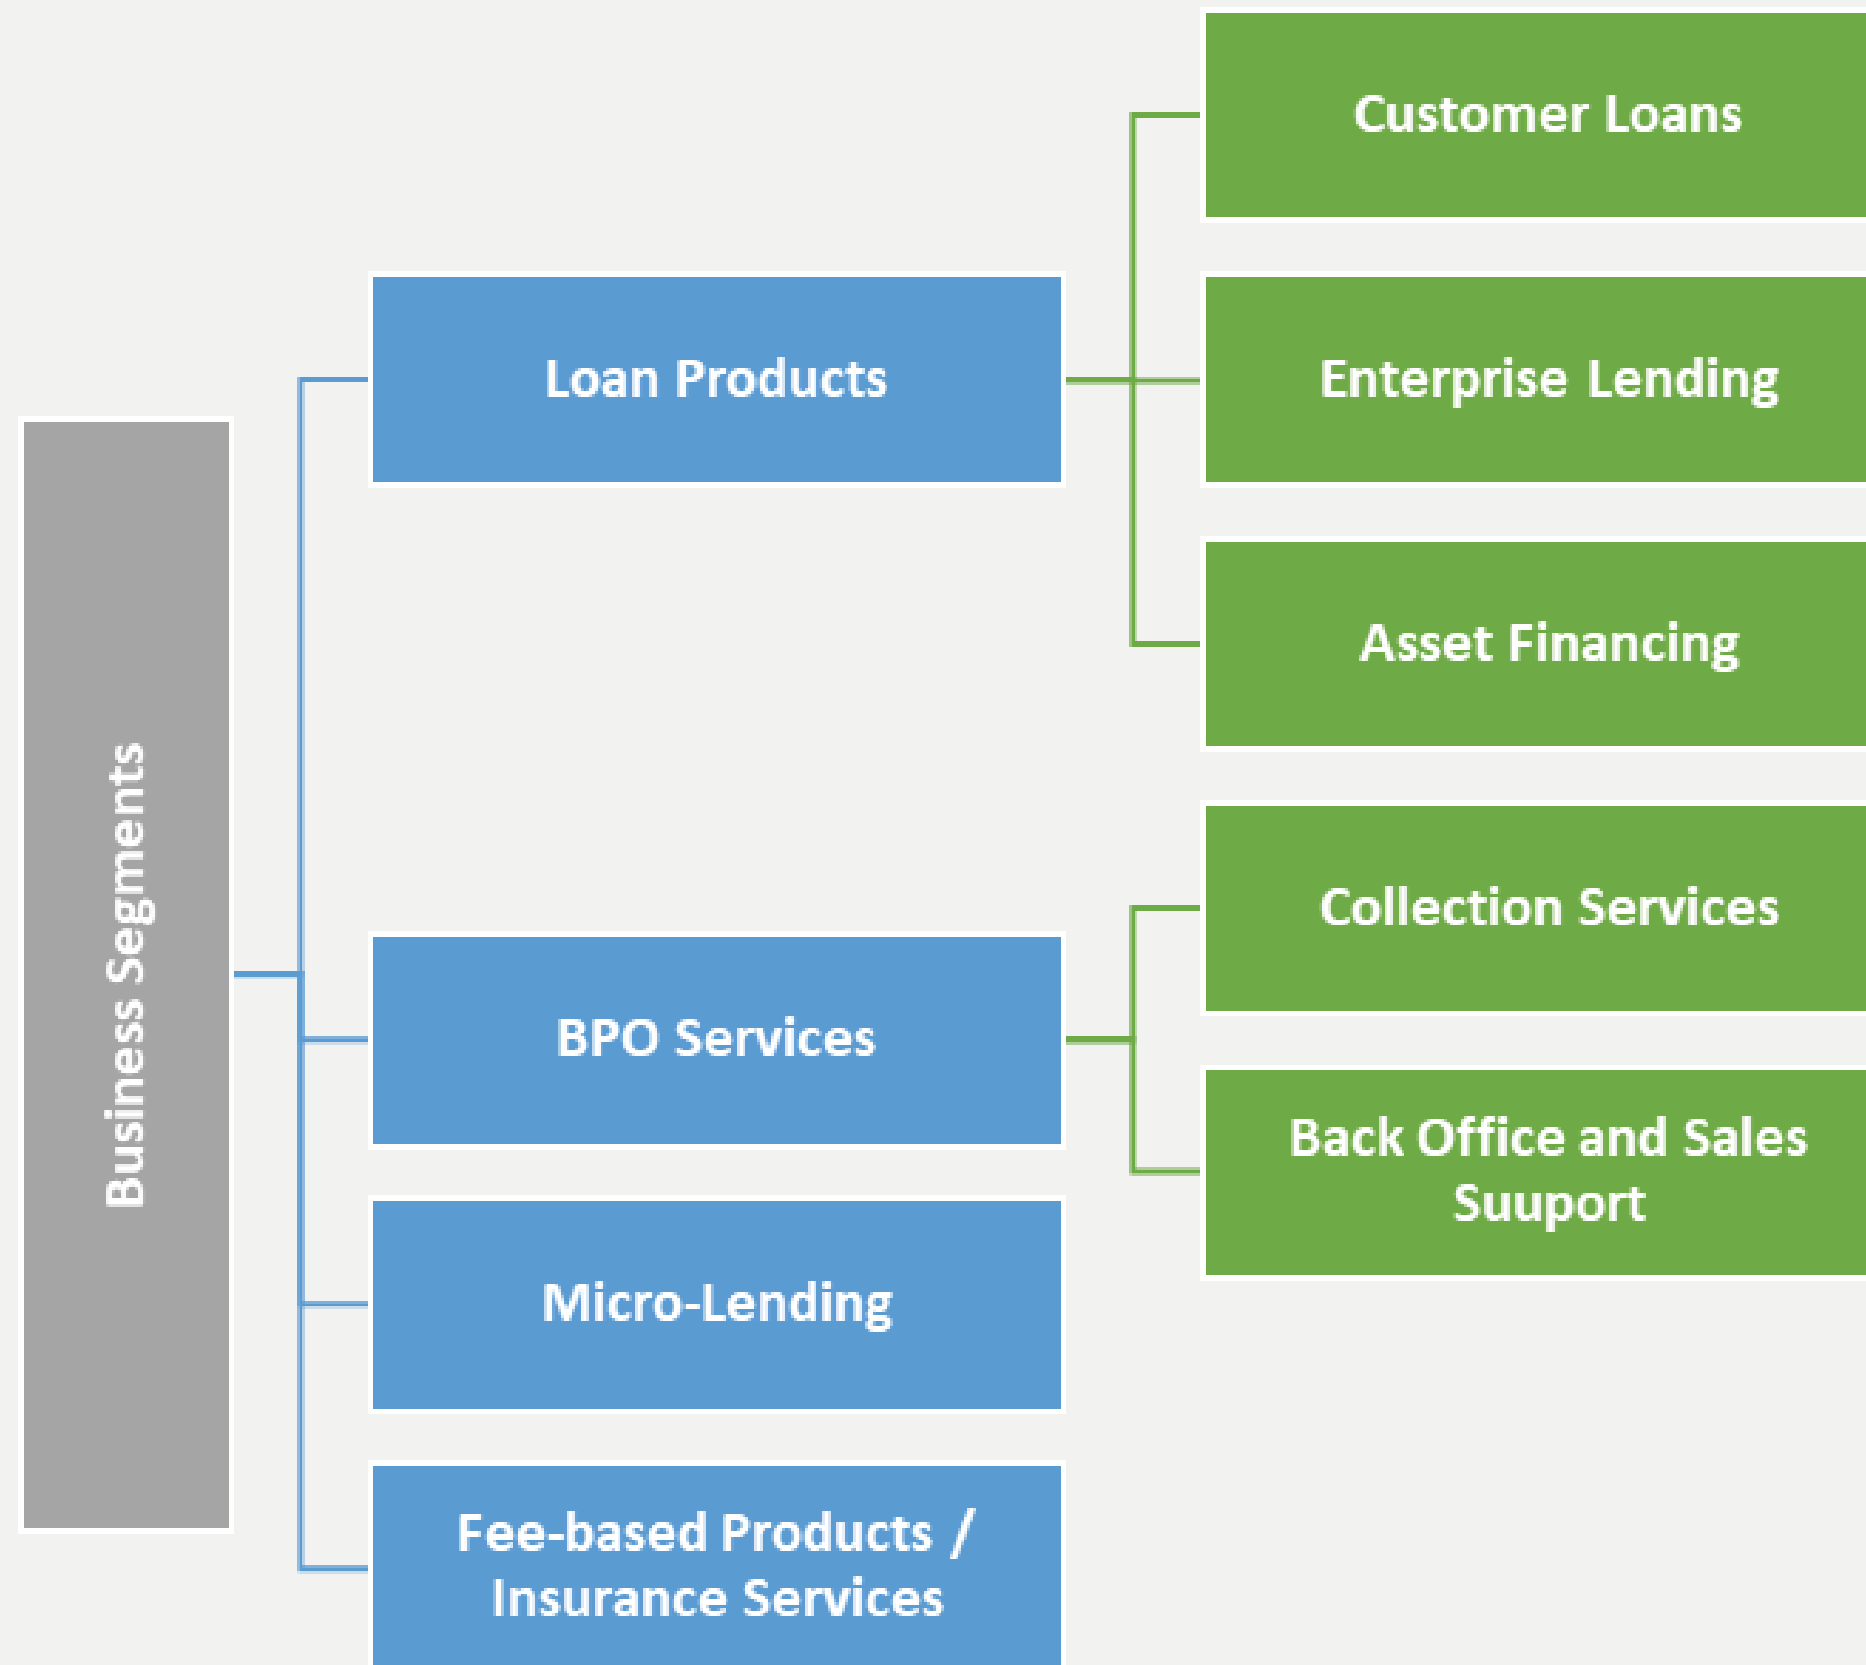 Business Segments
Loan Products
Customer Loans
Enterprise Lending
Asset Financing
BPO Services
Collection Services
Back Office and Sales
Suuport
Micro-Lending
Fee-based Products /
Insurance Services